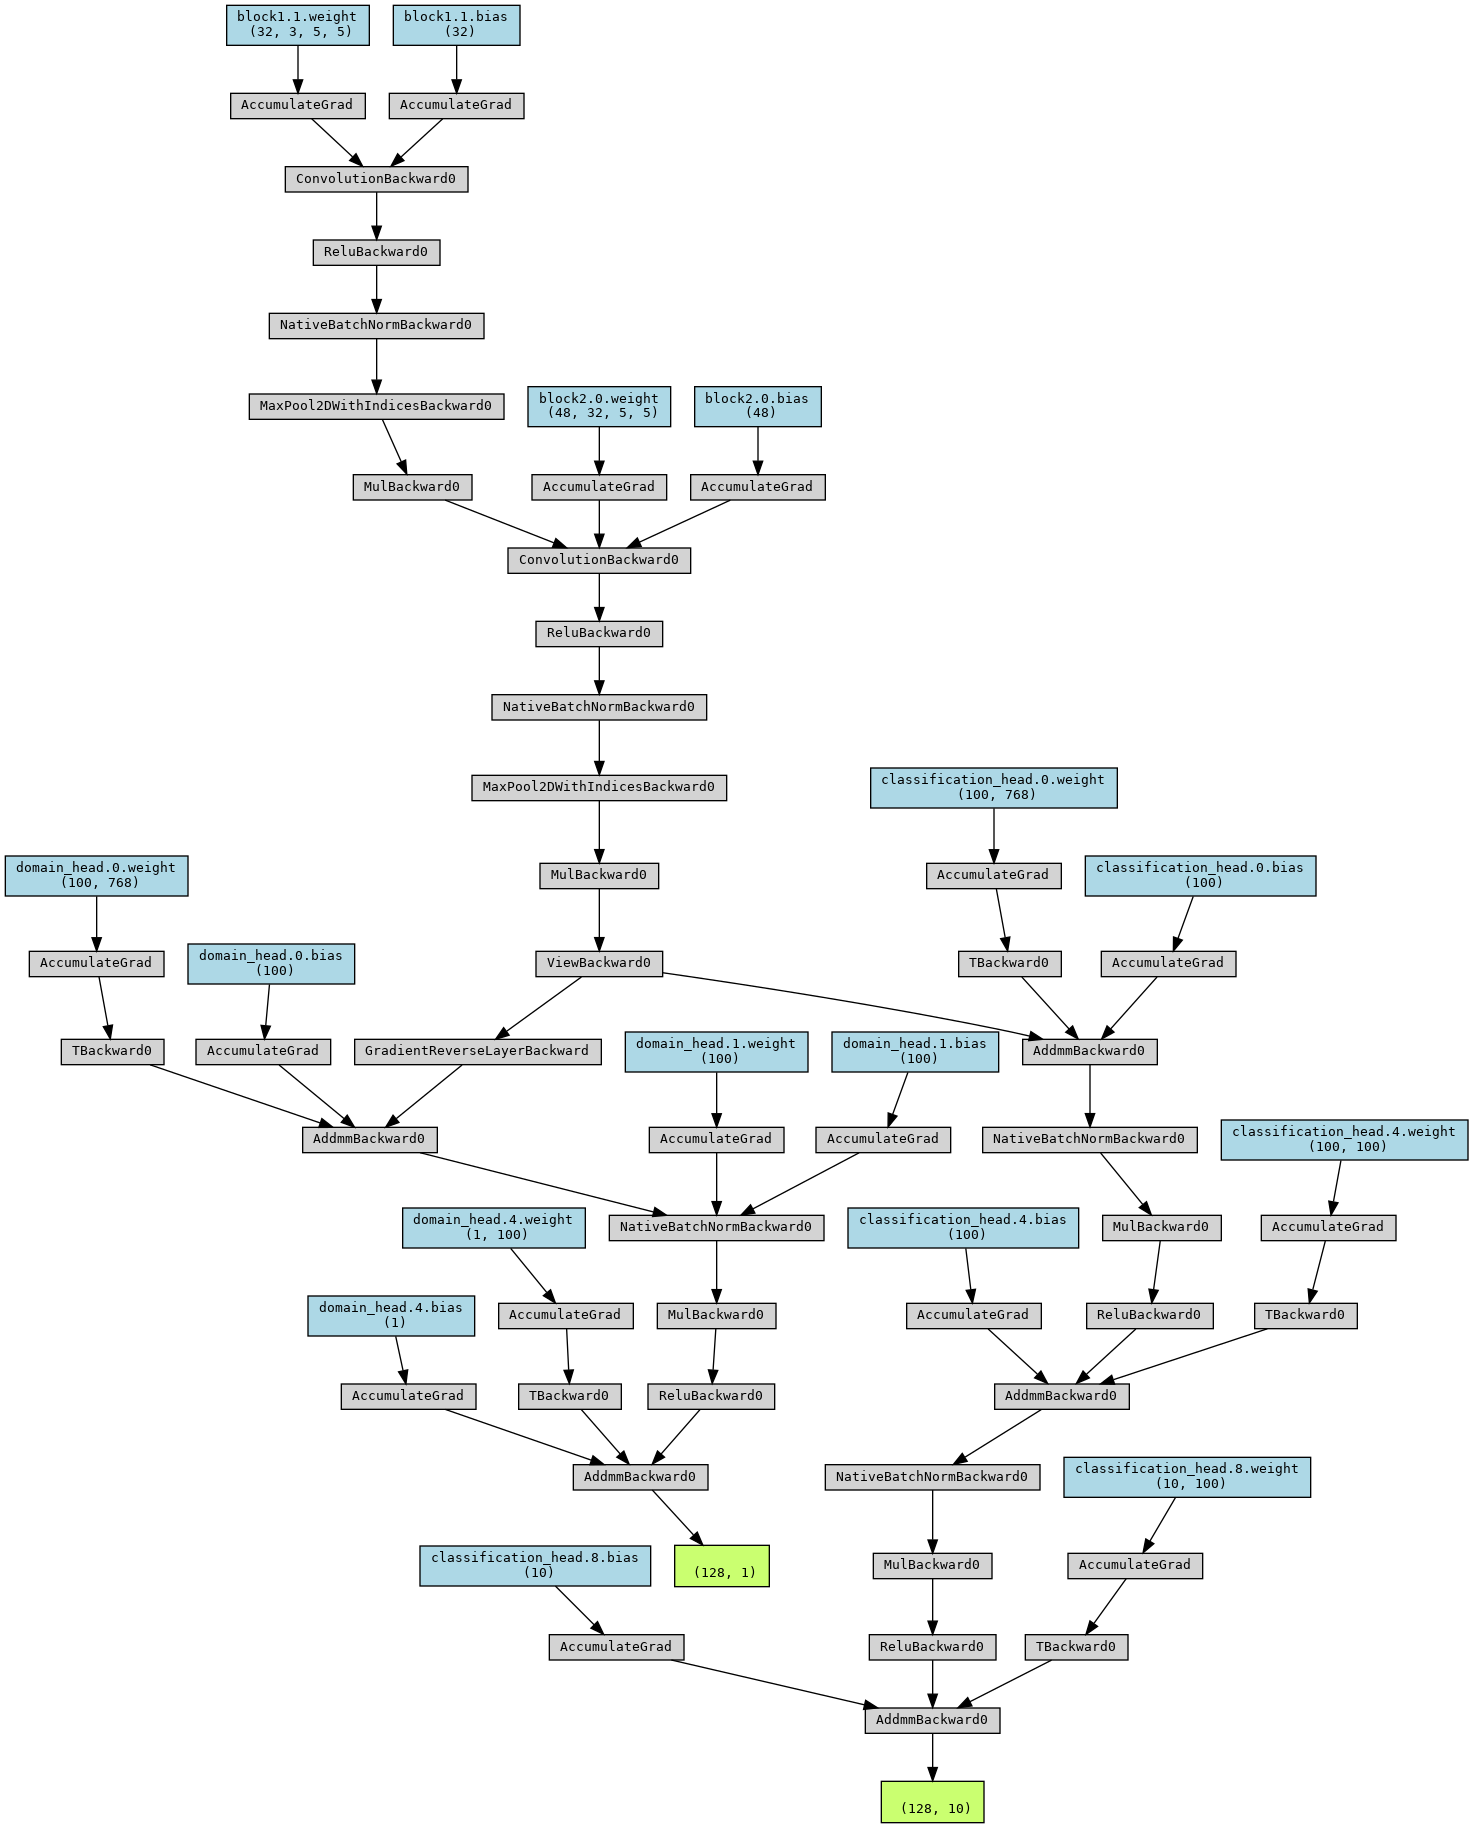 block1.1.weight
(32, 3, 5, 5)
block1.1.bias
(32)
AccumulateGrad
AccumulateGrad
ConvolutionBackward0
ReluBackward0
NativeBatchNormBackward0
MaxPool2DWithIndicesBackward0
block2.0.weight
(48, 32, 5, 5)
block2.0.bias
(48)
MulBackward0
AccumulateGrad
AccumulateGrad
ConvolutionBackward0
ReluBackward0
NativeBatchNormBackward0
MaxPool2DWithIndicesBackward0
classification_head.0.weight
(100, 768)
domain_head.0.weight
(100, 768)
MulBackward0
AccumulateGrad
classification_head.0.bias
(100)
AccumulateGrad
domain_head.0.bias
(100)
ViewBackward0
TBackward0
AccumulateGrad
TBackward0
AccumulateGrad
GradientReverseLayerBackward
domain_head.1.weight
(100)
domain_head.1.bias
(100)
AddmmBackward0
AddmmBackward0
AccumulateGrad
AccumulateGrad
NativeBatchNormBackward0
classification_head.4.weight
(100, 100)
domain_head.4.weight
(1, 100)
NativeBatchNormBackward0
classification_head.4.bias
(100)
MulBackward0
AccumulateGrad
domain_head.4.bias
(1)
AccumulateGrad
MulBackward0
AccumulateGrad
ReluBackward0
TBackward0
AccumulateGrad
TBackward0
ReluBackward0
AddmmBackward0
AddmmBackward0
NativeBatchNormBackward0
classification_head.8.weight
(10, 100)
classification_head.8.bias
(10)
(128, 1)
MulBackward0
AccumulateGrad
AccumulateGrad
ReluBackward0
TBackward0
AddmmBackward0
(128, 10)